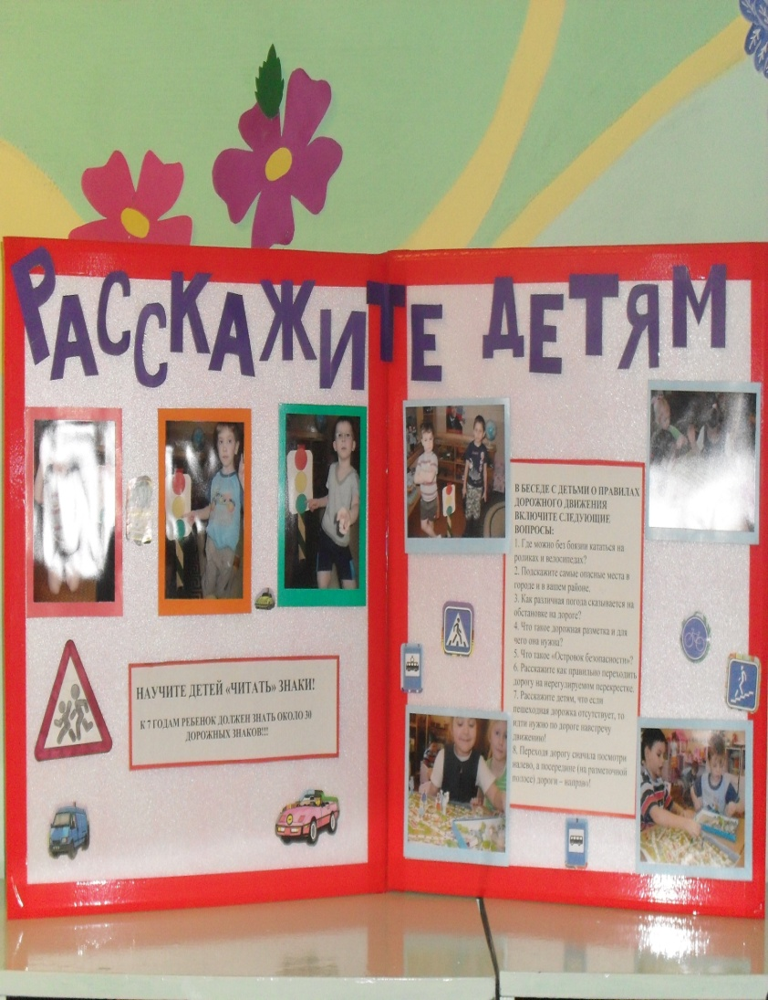 РАССКАЖИТЕ ДЕТЯМ
НАУЧИТЕ ДЕТЕЙ «ЧИТАТЬ» ЗНАКИ!
К 7 ГОДАМ РЕБЕНОК ДОЛЖЕН ЗНАТЬ ОКОЛО 30
ДОРОЖНЫХ ЗНАКОВ!!!
В БЕСЕДЕ С ДЕТЬМИ О ПРАВИЛАХ
ДОРОЖНОГО ДВИЖЕНИЯ
ВКЛЮЧИТЕ СЛЕДУЮЩИЕ
ВОПРОСЫ:
1. Где можно без боязни кататься на
роликах и велосипедах?
2. Подскажите самые опасные места в
городе и в вашем районе.
3. Как различная погода сказывается на
обстановке на дороге?
4. Что такое дорожная разметка и для
чего она нужна?
5. Что такое «Островок безопасности»?
6. Расскажите как правильно переходить
дорогу на нерегулируемом перекрестке.
7. Расскажите детям, что если
пешеходная дорожка отсутствует, то
идти нужно по дороге навстречу
движению!
8. Переходя дорогу сначала посмотри
налево, а посередине (на разметочной
полосе) дороги – направо!